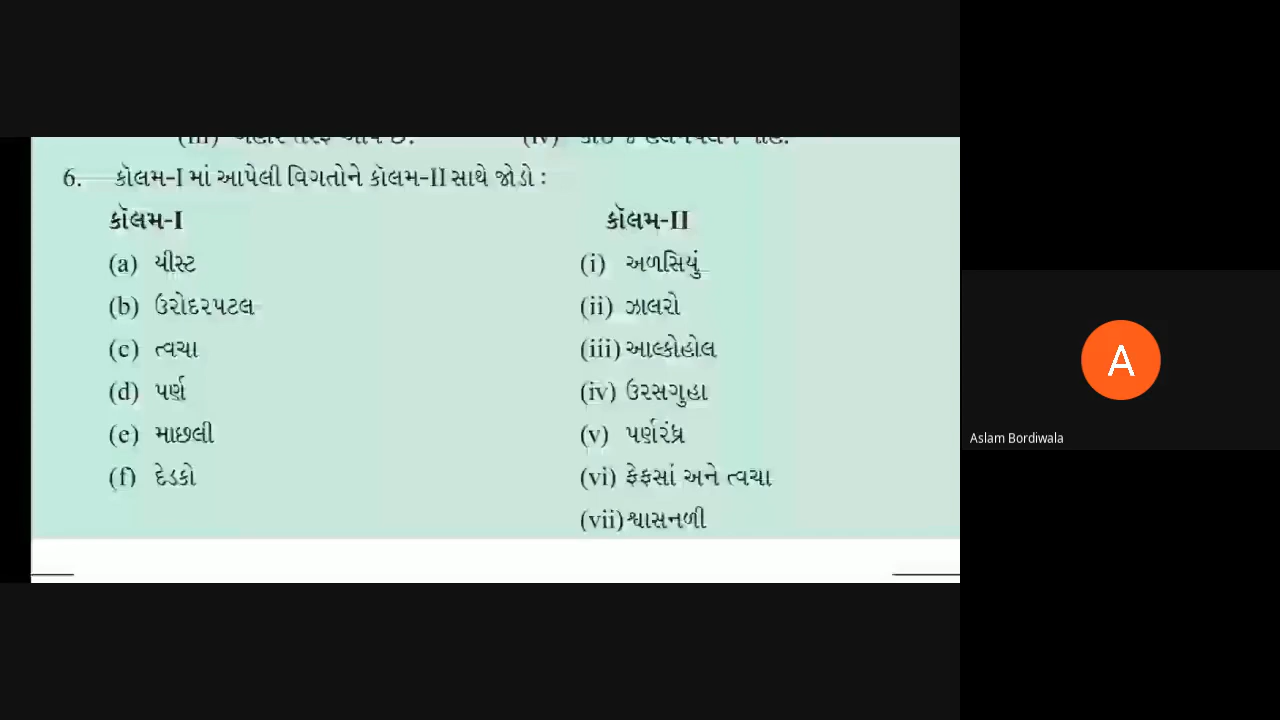 6. કૉલમ-I માં આપેલી વિગતોને કૉલમ-II સાથે જોડો :
કૉલમ-I કૉલમ-II
(a) યીસ્ટ (i) અળસિયું
(b) ઉરોદરપટલ (ii) ઝાલરો
(c) ત્વચા (iii) આલ્કોહોલ
(d) પર્ણ (iv) ઉરસગુહા
(e) માછલી (v) પર્ણરંધ્ર
(f) દેડકો (vi) ફેફસાં અને ત્વચા
(vii) શ્વાસનળી
A
Aslam Bordiwala